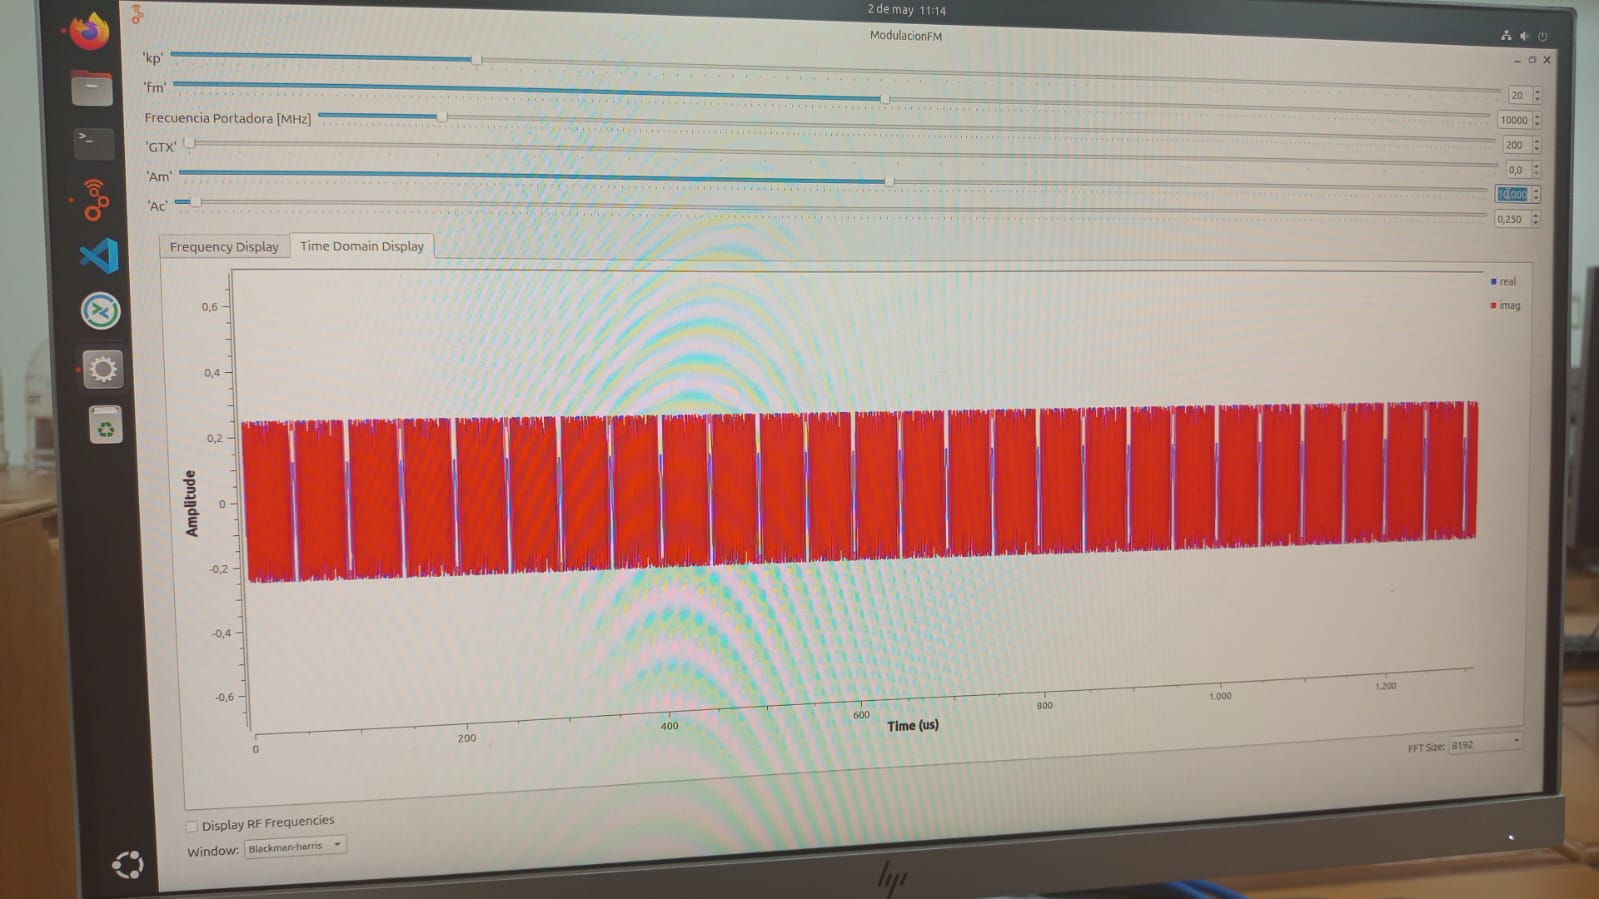 2 de may 11:14
ModulacionFM
'kp' 20
'fm' 10000
Frecuencia Portadora [MHz] 200
'GTX' 0,0
'Am' 10,000
'Ac' 0,250
Frequency Display Time Domain Display
real
imag
0,6
0,4
0,2
0
-0,2
-0,4
-0,6
Amplitude
0 200 400 600 800 1.000 1.200
Time (us)
FFT Size: 8192
Display RF Frequencies
Window: Blackman-harris
hp